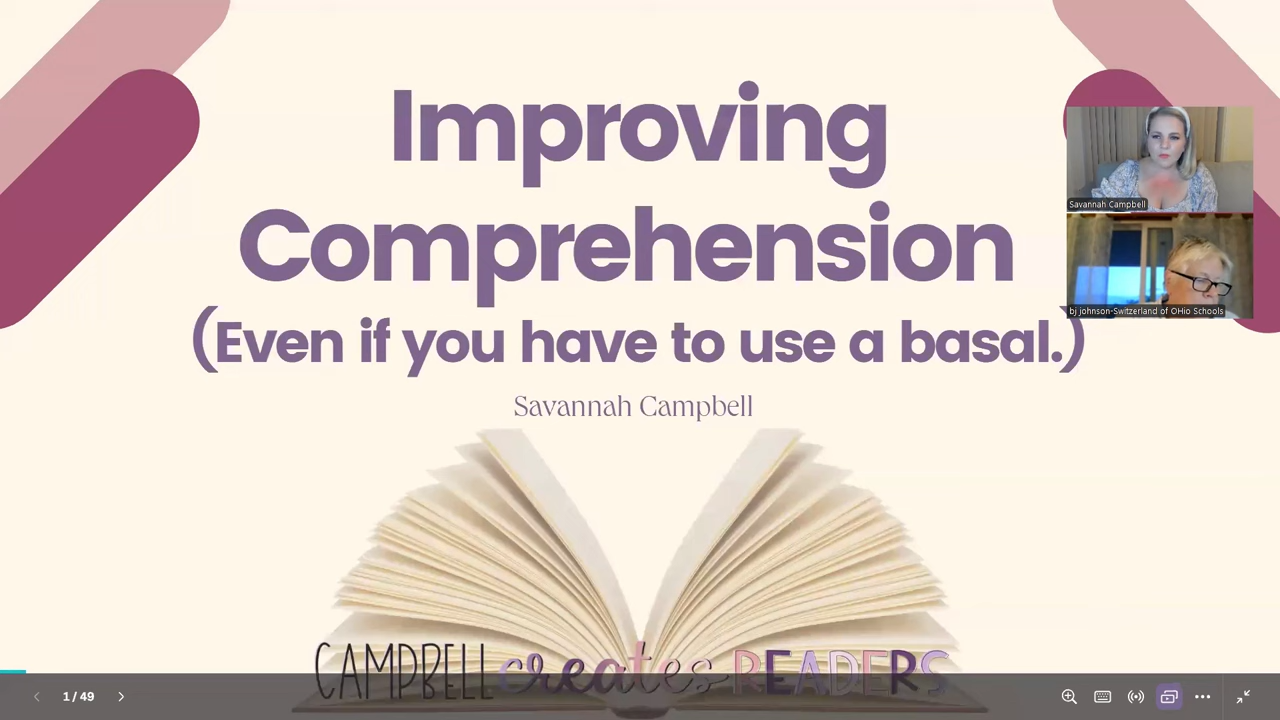 Improving
Comprehension
(Even if you have to use a basal.)
Savannah Campbell
CAMPBELL creates READERS
Savannah Campbell
bj johnson-Switzerland of OHio Schools
1 / 49